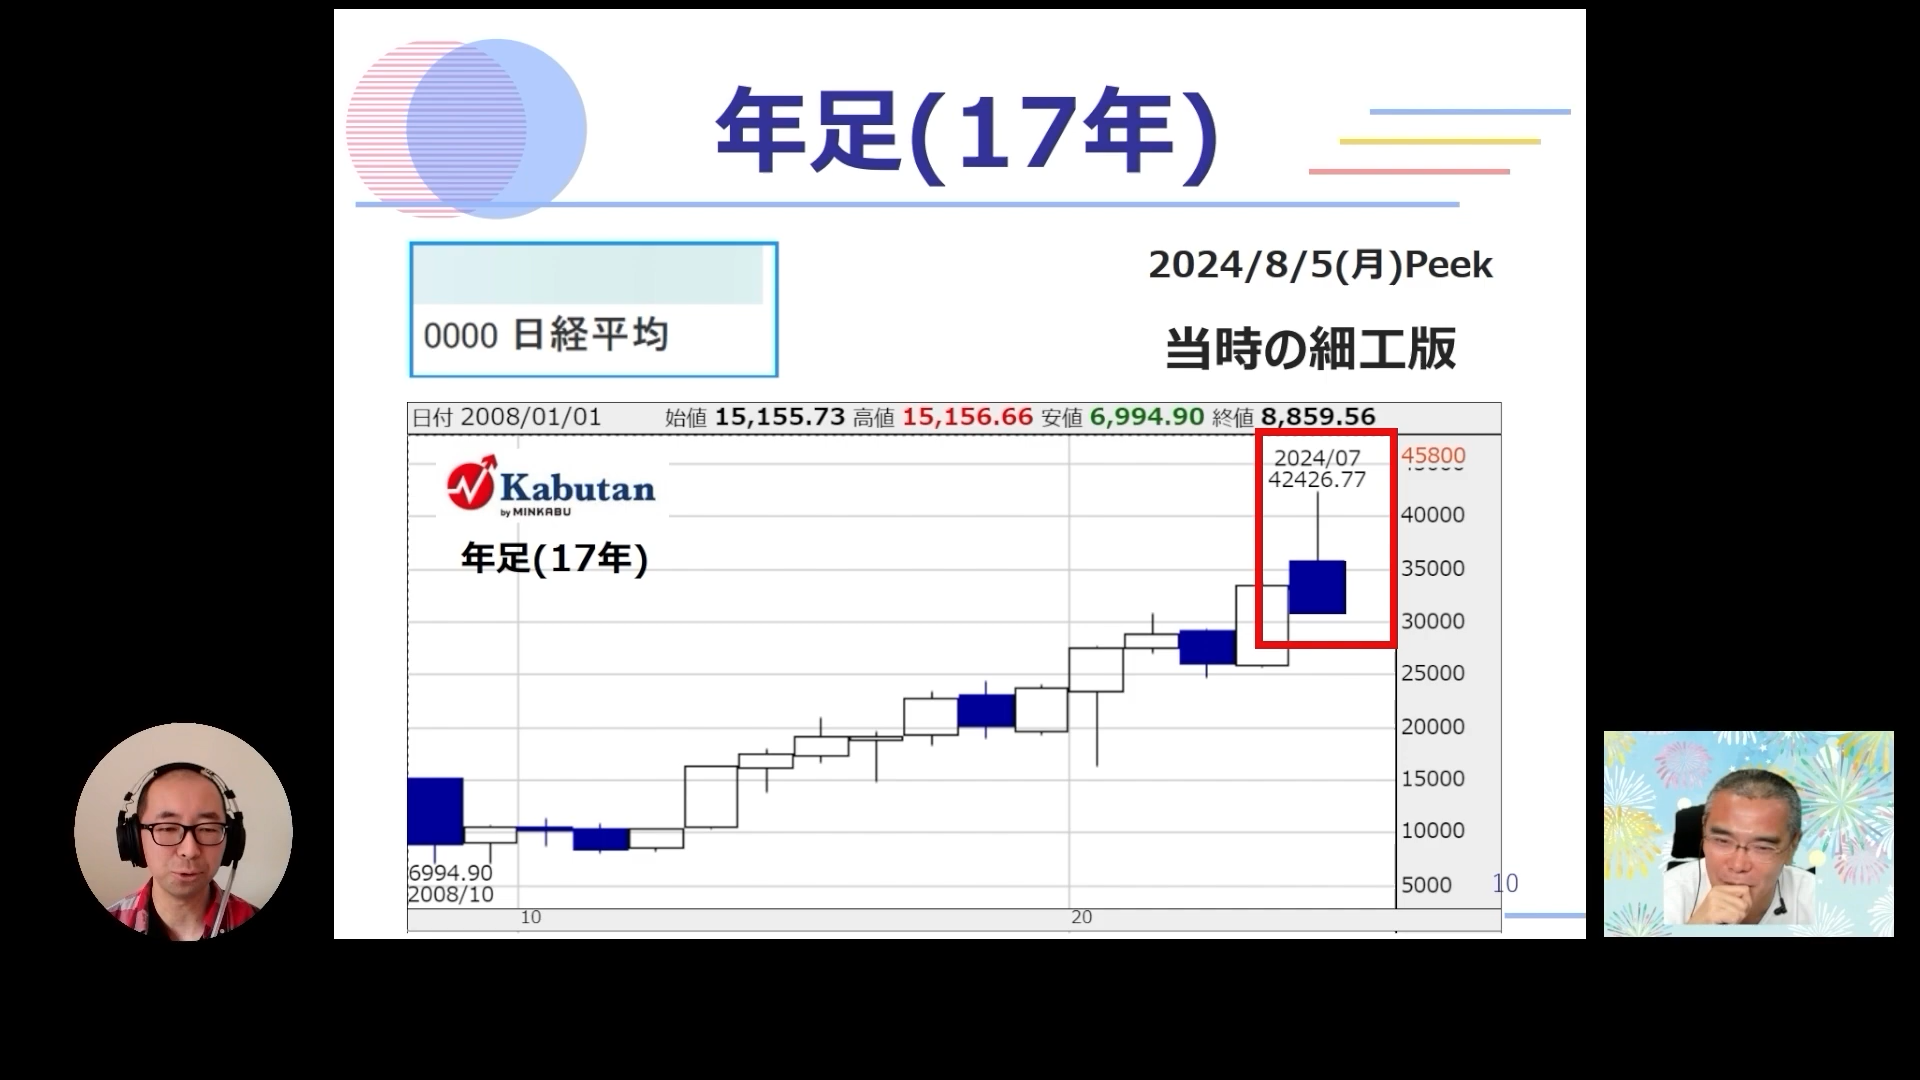 年足(17年)
2024/8/5(月)Peek
0000 日経平均
当時の細工版
日付 2008/01/01 始値 15,155.73 高値 15,156.66 安値 6,994.90 終値 8,859.56
Kabutan
by MINKABU
年足(17年)
2024/07
42426.77
45800
40000
35000
30000
25000
20000
15000
10000
5000
6994.90
2008/10
10
20
10